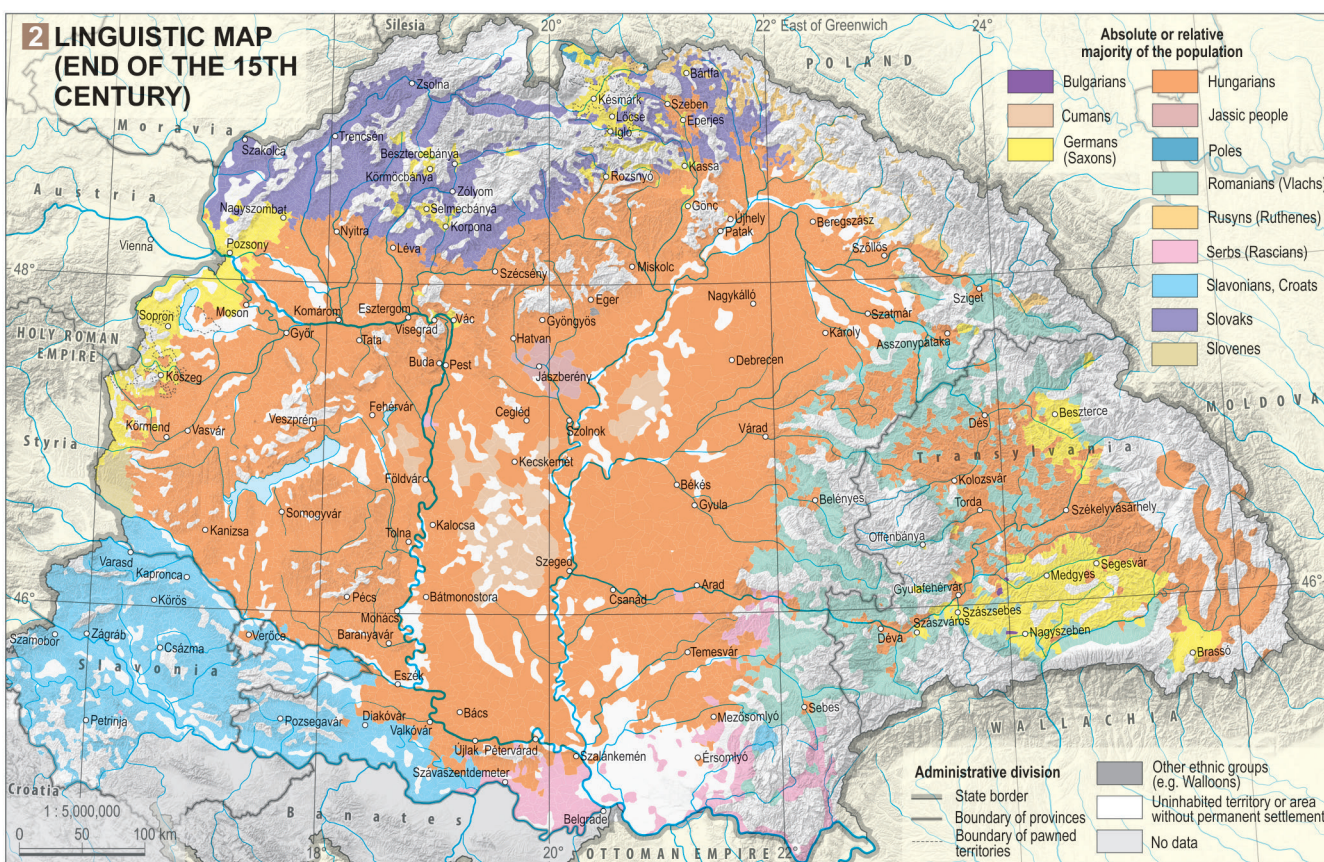 2 LINGUISTIC MAP
(END OF THE 15TH
CENTURY)
Silesia
20°
22° East of Greenwich
24°
POLAND
Moravia
Austria
Vienna
48°
HOLY ROMAN
EMPIRE
Styria
Croatia
Slavonia
Banates
OTTOMAN EMPIRE
WALLACHIA
MOLDOVA
Transylvania
46°
46°
18°
20°
22°
Absolute or relative
majority of the population
Bulgarians
Cumans
Germans
(Saxons)
Hungarians
Jassic people
Poles
Romanians (Vlachs)
Rusyns (Ruthenes)
Serbs (Rascians)
Slavonians, Croats
Slovaks
Slovenes
Zsolna
Trencsén
Szakolca
Besztercebánya
Körmöcbánya
Zólyom
Selmecbánya
Korpona
Nagyszombat
Nyitra
Léva
Pozsony
Bártfa
Késmárk
Szeben
Lőcse
Eperjes
Igló
Kassa
Rozsnyó
Gönc
Újhely
Patak
Beregszász
Szőllős
Sziget
Szécsény
Miskolc
Eger
Nagykálló
Szatmár
Károly
Asszonypataka
Moson
Sopron
Komárom
Esztergom
Visegrád
Vác
Gyöngyös
Hatvan
Győr
Tata
Buda
Pest
Jászberény
Debrecen
Kőszeg
Veszprém
Fehérvár
Cegléd
Szolnok
Várad
Körmend
Vasvár
Kecskemét
Földvár
Békés
Gyula
Belényes
Dés
Beszterce
Kolozsvár
Torda
Székelyvásárhely
Offenbánya
Kanizsa
Somogyvár
Tolna
Kalocsa
Szeged
Varasd
Kapronca
Körös
Pécs
Bátmonostora
Csanád
Arad
Gyulafehérvár
Medgyes
Segesvár
Szászsebes
Szászváros
Déva
Nagyszeben
Brassó
Mohács
Baranyavár
Szamobor
Zágráb
Csázma
Verőce
Temesvár
Eszék
Petrinja
Pozsegavár
Diakóvár
Valkóvár
Bács
Mezősomlyó
Sebes
Újlak
Pétervárad
Szalánkemén
Érsomlyó
Szávaszentdemeter
Belgrade
1 : 5,000,000
0 50 100 km
Administrative division
State border
Boundary of provinces
Boundary of pawned
territories
Other ethnic groups
(e.g. Walloons)
Uninhabited territory or area
without permanent settlement
No data